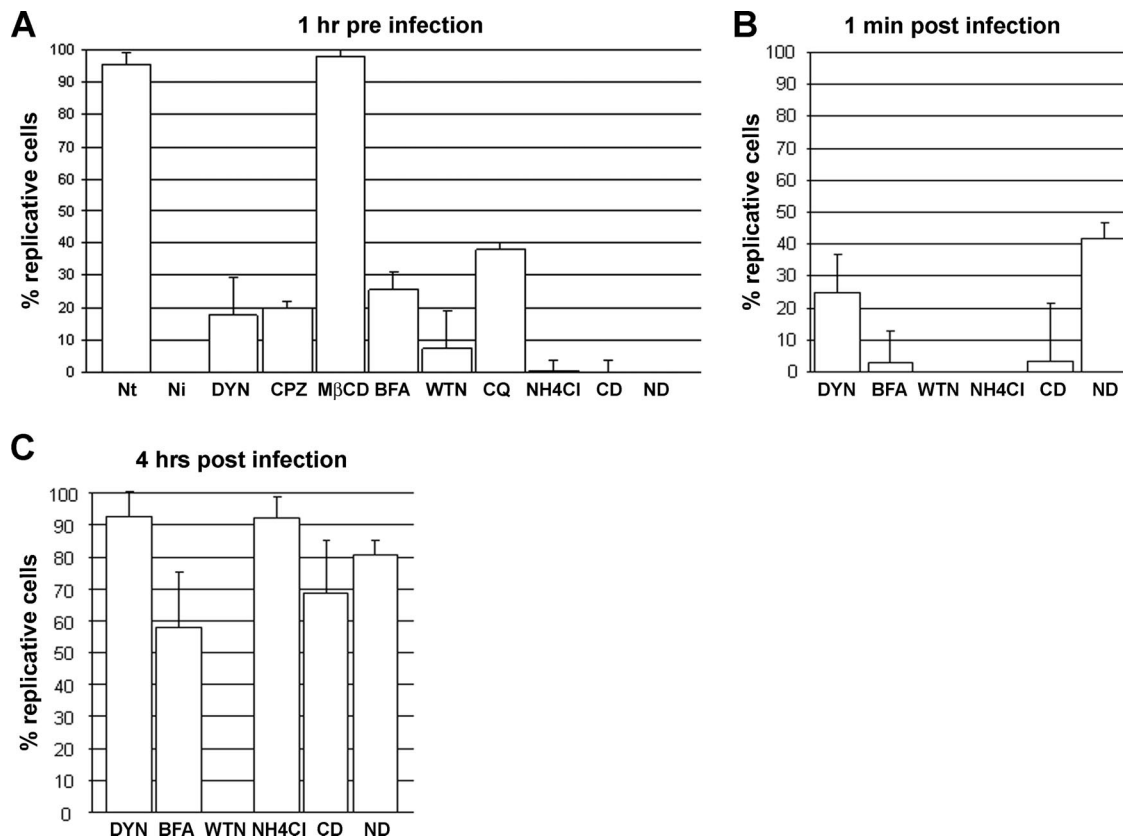 A
1 hr pre infection
% replicative cells
100
90
80
70
60
50
40
30
20
10
0
Nt Ni DYN CPZ MβCD BFA WTN CQ NH4Cl CD ND
B
1 min post infection
% replicative cells
100
90
80
70
60
50
40
30
20
10
0
DYN BFA WTN NH4Cl CD ND
C
4 hrs post infection
% replicative cells
100
90
80
70
60
50
40
30
20
10
0
DYN BFA WTN NH4Cl CD ND